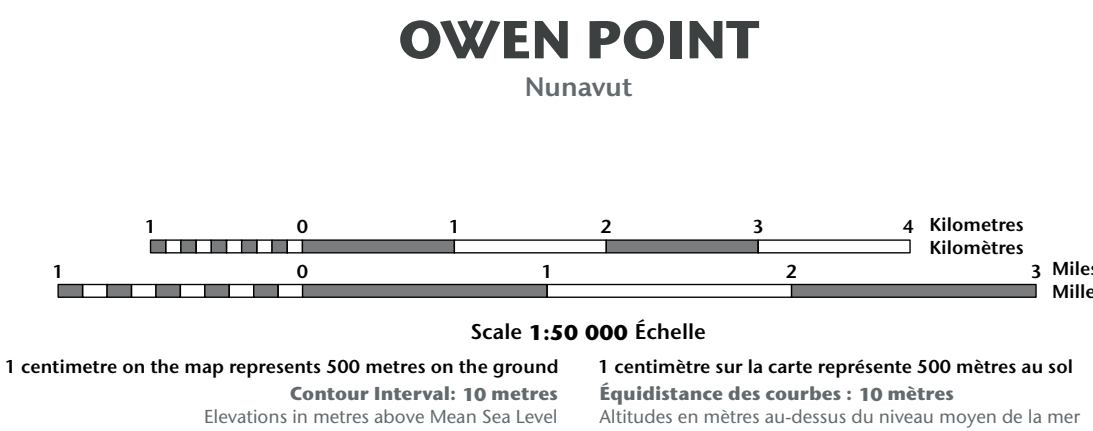 OWEN POINT
Nunavut
1 0 1 2 3 4 Kilometres
Kilomètres
1 0 1 2 3 Miles
Mille
Scale 1:50 000 Échelle
1 centimetre on the map represents 500 metres on the ground
Contour Interval: 10 metres
Elevations in metres above Mean Sea Level
1 centimètre sur la carte représente 500 mètres au sol
Équidistance des courbes : 10 mètres
Altitudes en mètres au-dessus du niveau moyen de la mer